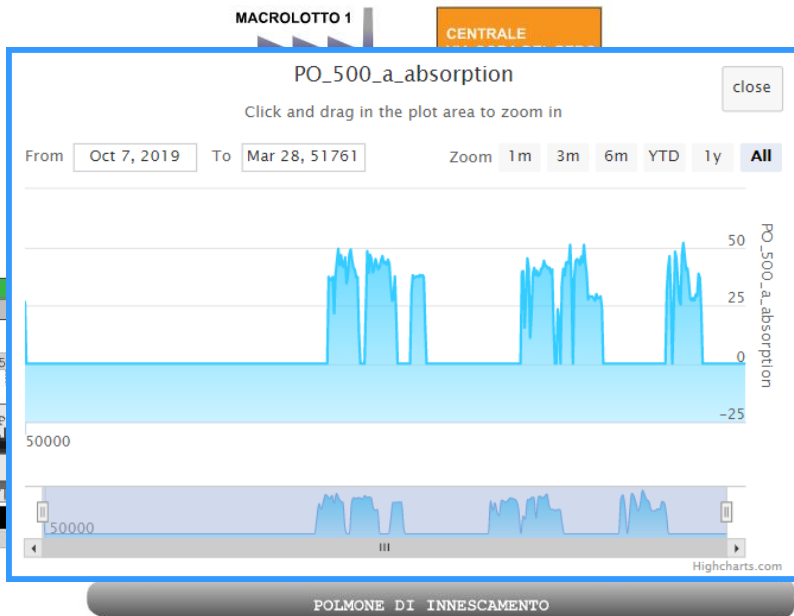 MACROLOTTO 1
CENTRALE
PO_500_a_absorption
close
Click and drag in the plot area to zoom in
From Oct 7, 2019 To Mar 28, 51761 Zoom 1m 3m 6m YTD 1y All
50
25
0
-25
PO_500_a_absorption
50000
50000
Highcharts.com
POLMONE DI INNESCAMENTO